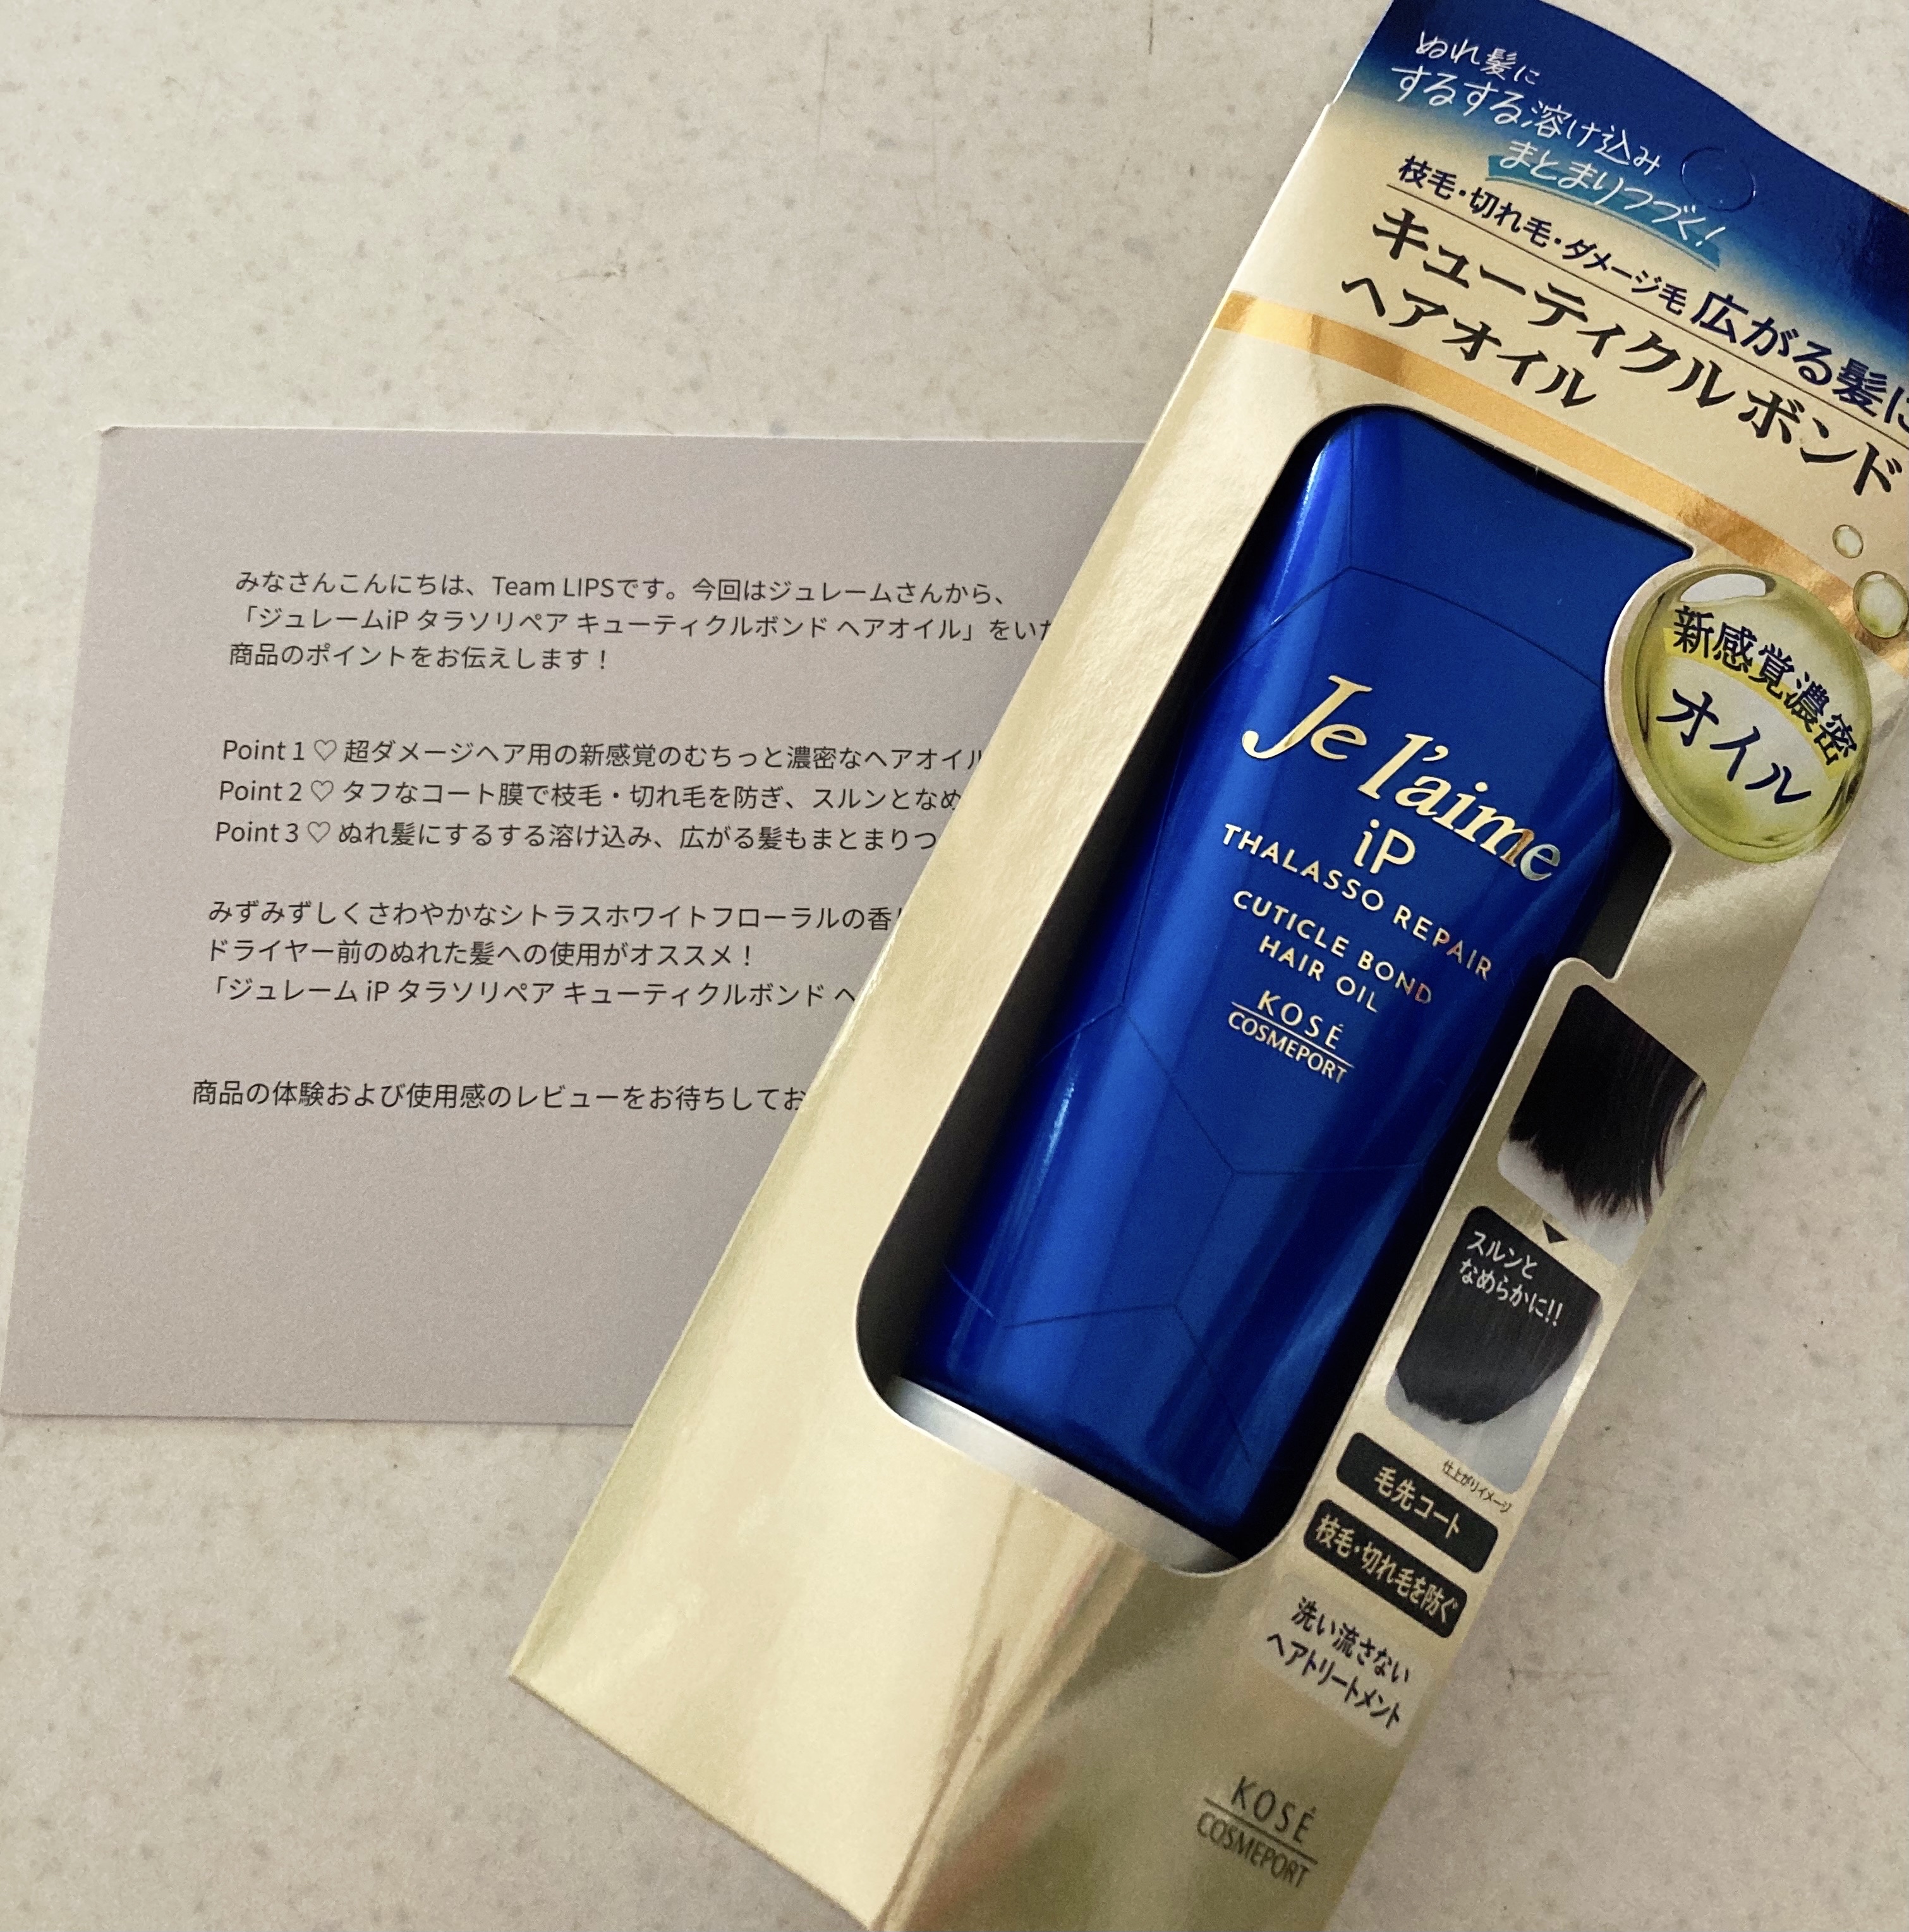 みなさんこんにちは、Team LIPSです。今回はジュレームさんから、
「ジュレームiP タラソリペア キューティクルボンド ヘアオイル」をいた
商品のポイントをお伝えします！
Point 1 ♡ 超ダメージヘア用の新感覚のむちっと濃密なヘアオイル
Point 2 ♡ タフなコート膜で枝毛・切れ毛を防ぎ、スルンとなめ
Point 3 ♡ ぬれ髪にするする溶け込み、広がる髪もまとまりつ
みずみずしくさわやかなシトラスホワイトフローラルの香り
ドライヤー前のぬれた髪への使用がオススメ！
「ジュレーム iP タラソリペア キューティクルボンド ヘ
商品の体験および使用感のレビューをお待ちしてお
ぬれ髪に
するする溶け込み
まとまりつづく!
枝毛・切れ毛・ダメージ毛 広がる髪に
キューティクルボンド
ヘアオイル
新感覚濃密
オイル
Je l'aime
iP
THALASSO REPAIR
CUTICLE BOND
HAIR OIL
KOSÉ
COSMEPORT
スルンと
なめらかに!!
仕上がりイメージ
毛先コート
枝毛・切れ毛を防ぐ
洗い流さない
ヘアトリートメント
KOSÉ
COSMEPORT